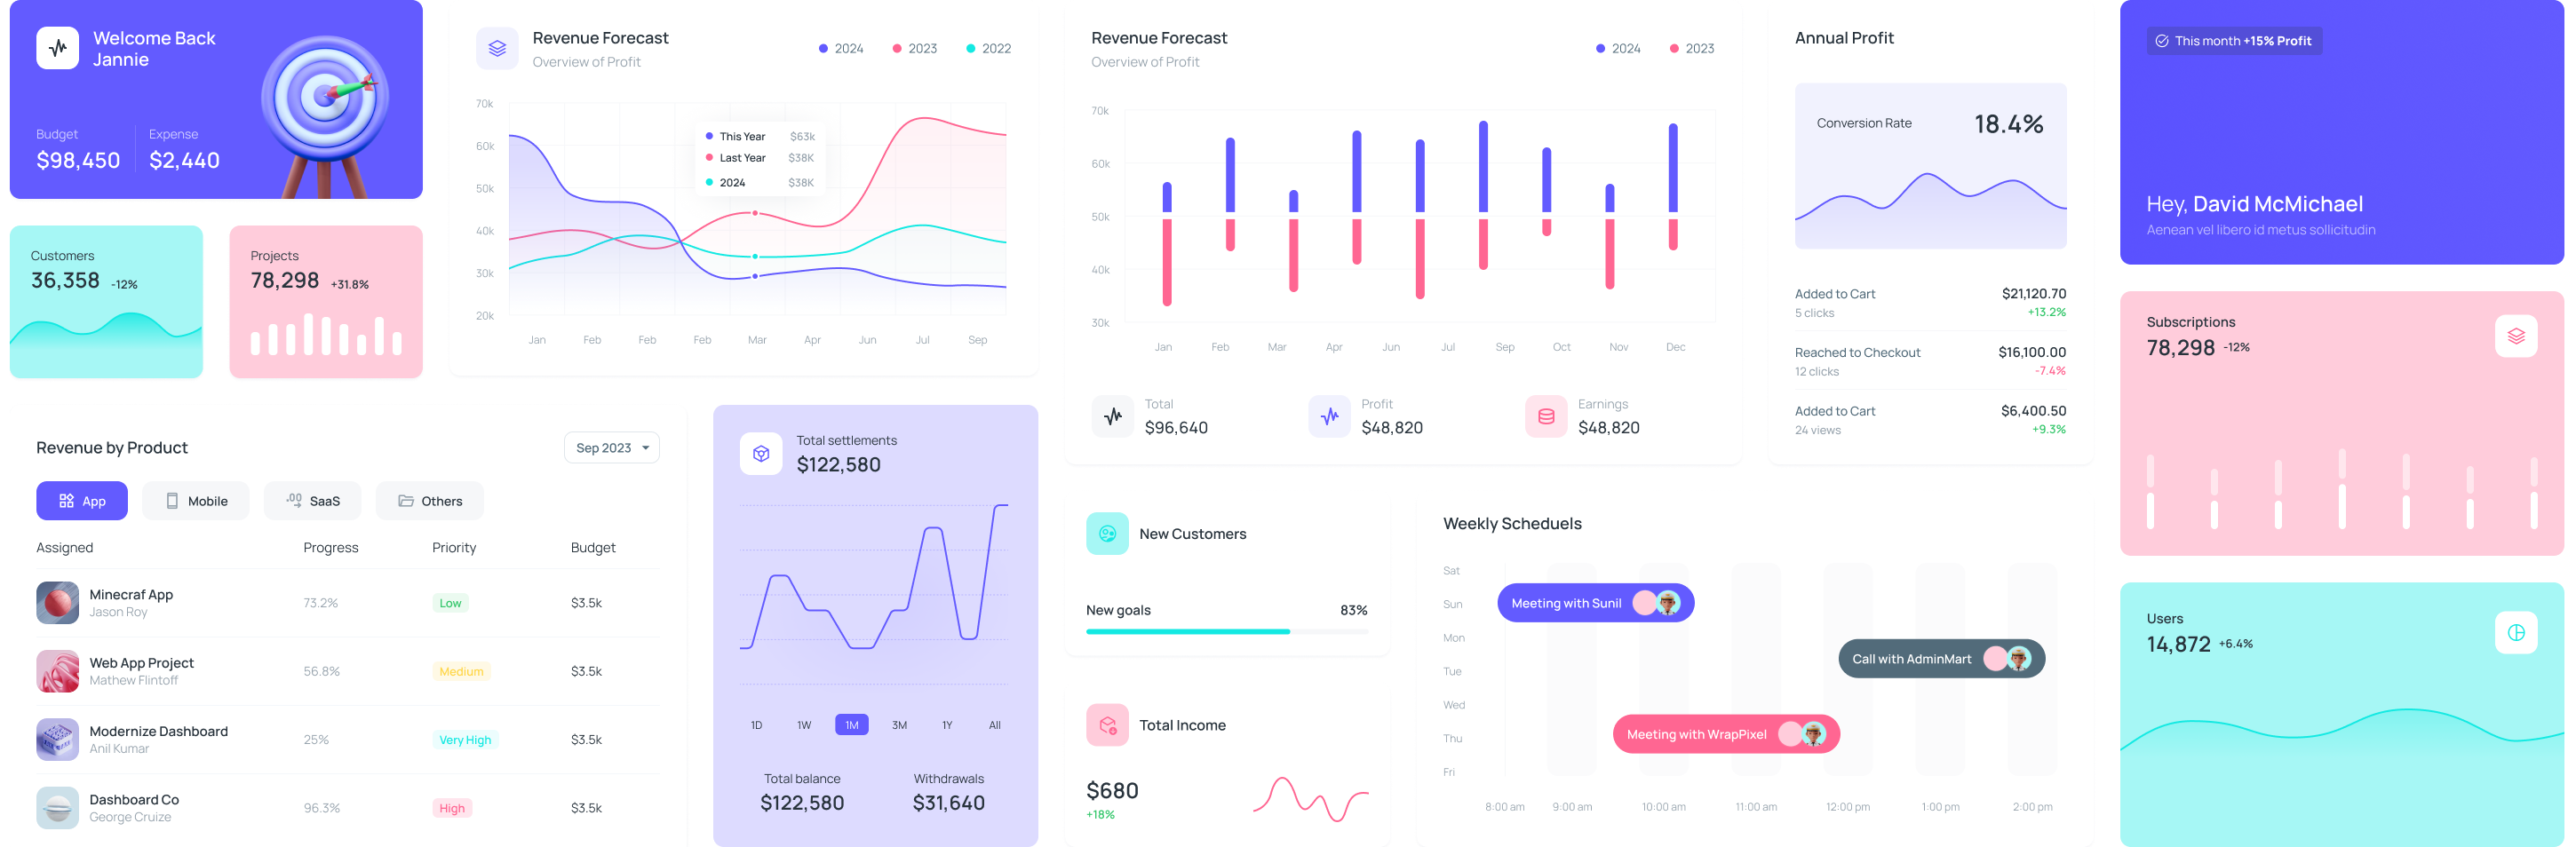 Welcome Back
Jannie
Budget
$98,450
Expense
$2,440
Customers
36,358 -12%
Projects
78,298 +31.8%
Revenue Forecast
Overview of Profit
2024 2023 2022
70k
60k
50k
40k
30k
20k
This Year $63k
Last Year $38K
2024 $38K
Jan Feb Feb Feb Mar Apr Jun Jul Sep
Revenue by Product
Sep 2023
App Mobile .00 SaaS Others
Assigned Progress Priority Budget
Minecraf App
Jason Roy
73.2% Low $3.5k
Web App Project
Mathew Flintoff
56.8% Medium $3.5k
Modernize Dashboard
Anil Kumar
25% Very High $3.5k
Dashboard Co
George Cruize
96.3% High $3.5k
Total settlements
$122,580
1D 1W 1M 3M 1Y All
Total balance
$122,580
Withdrawals
$31,640
Revenue Forecast
Overview of Profit
2024 2023
70k
60k
50k
40k
30k
Jan Feb Mar Apr Jun Jul Sep Oct Nov Dec
Total
$96,640
Profit
$48,820
Earnings
$48,820
Annual Profit
Conversion Rate 18.4%
Added to Cart $21,120.70
5 clicks +13.2%
Reached to Checkout $16,100.00
12 clicks -7.4%
Added to Cart $6,400.50
24 views +9.3%
New Customers
New goals 83%
Total Income
$680
+18%
Weekly Scheduels
Sat
Sun
Mon
Tue
Wed
Thu
Fri
Meeting with Sunil
Call with AdminMart
Meeting with WrapPixel
8:00 am 9:00 am 10:00 am 11:00 am 12:00 pm 1:00 pm 2:00 pm
This month +15% Profit
Hey, David McMichael
Aenean vel libero id metus sollicitudin
Subscriptions
78,298 -12%
Users
14,872 +6.4%